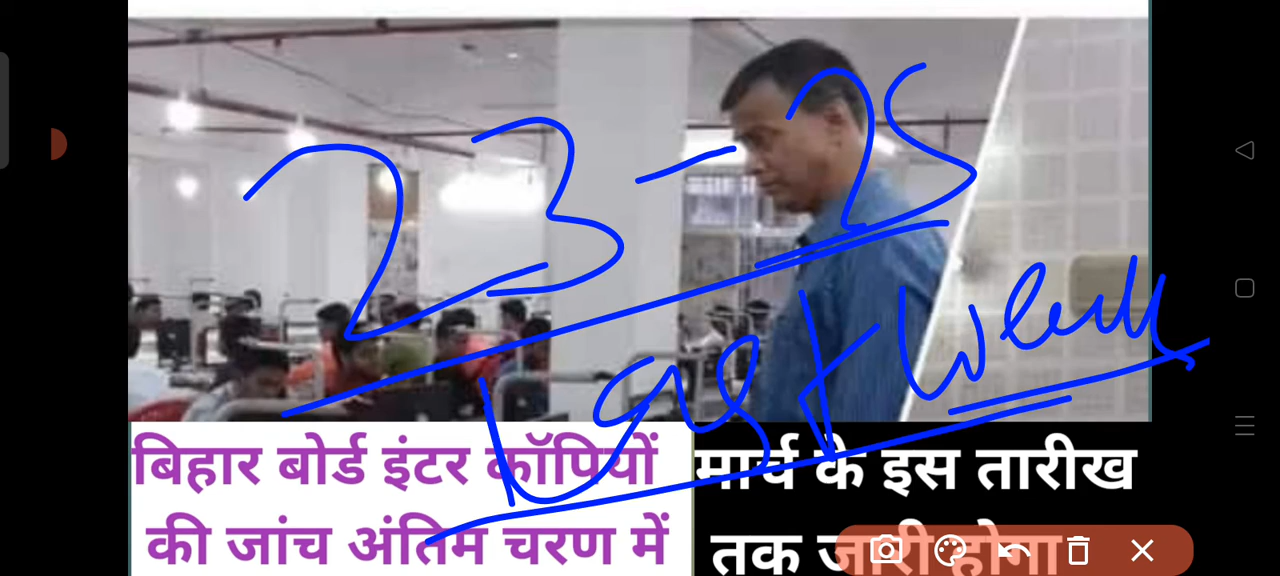 23-25
Last Week
बिहार बोर्ड इंटर कॉपियों
की जांच अंतिम चरण में
मार्च के इस तारीख
तक जारी होगा